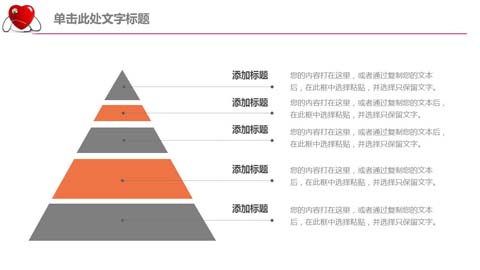 单击此处文字标题
添加标题
您的内容打在这里，或者通过复制您的文本
后，在此框中选择粘贴，并选择只保留文字。
添加标题
您的内容打在这里，或者通过复制您的文本后，
在此框中选择粘贴，并选择只保留文字。
添加标题
您的内容打在这里，或者通过复制您的文本后，
在此框中选择粘贴，并选择只保留文字。
添加标题
您的内容打在这里，或者通过复制您的文本
后，在此框中选择粘贴，并选择只保留文字。
添加标题
您的内容打在这里，或者通过复制您的文本
后，在此框中选择粘贴，并选择只保留文字。